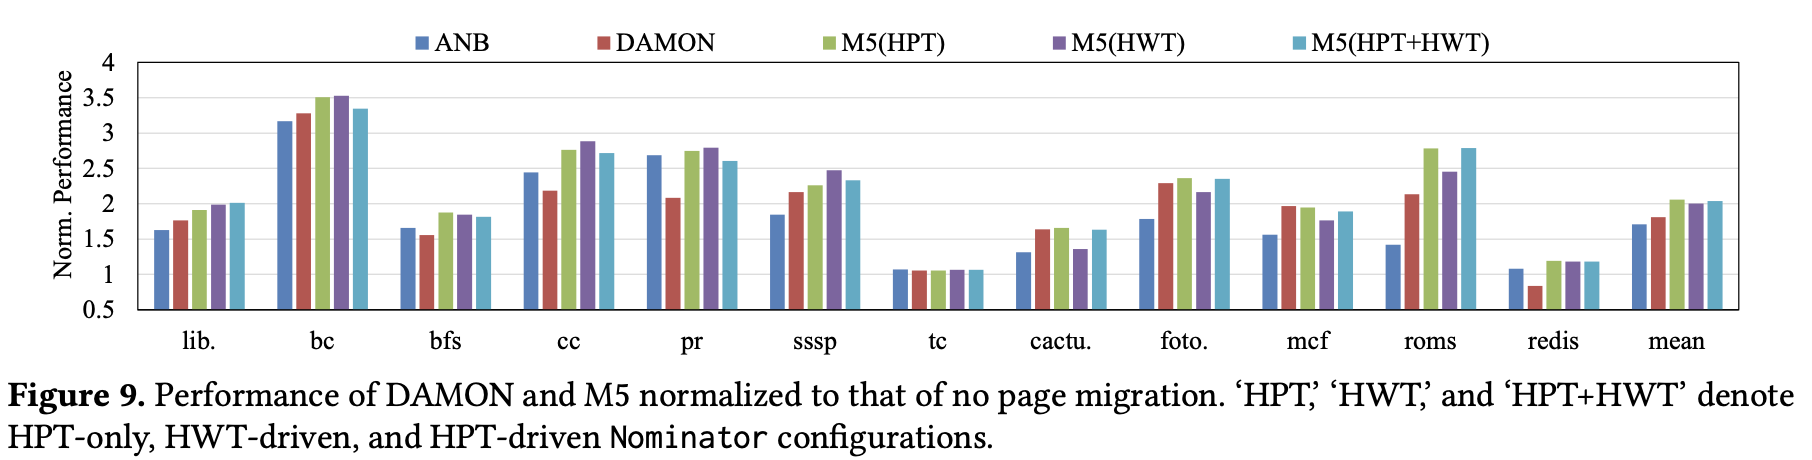 ANB DAMON M5(HPT) M5(HWT) M5(HPT+HWT)
Norm. Performance
4
3.5
3
2.5
2
1.5
1
0.5
lib. bc bfs cc pr sssp tc cactu. foto. mcf roms redis mean
Figure 9. Performance of DAMON and M5 normalized to that of no page migration. ‘HPT,’ ‘HWT,’ and ‘HPT+HWT’ denote
HPT-only, HWT-driven, and HPT-driven Nominator configurations.